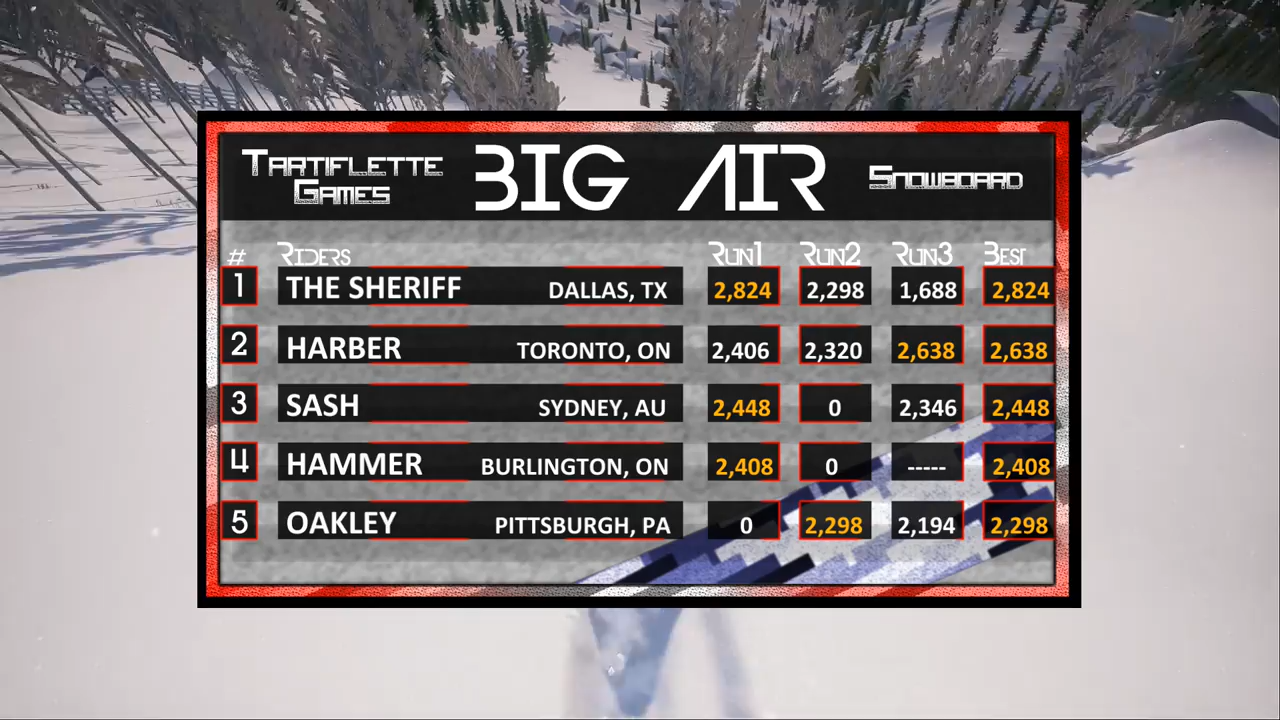 TARTIFLETTE GAMES BIG AIR SNOWBOARD
# RIDERS RUN1 RUN2 RUN3 BEST
1 THE SHERIFF DALLAS, TX 2,824 2,298 1,688 2,824
2 HARBER TORONTO, ON 2,406 2,320 2,638 2,638
3 SASH SYDNEY, AU 2,448 0 2,346 2,448
4 HAMMER BURLINGTON, ON 2,408 0 ----- 2,408
5 OAKLEY PITTSBURGH, PA 0 2,298 2,194 2,298